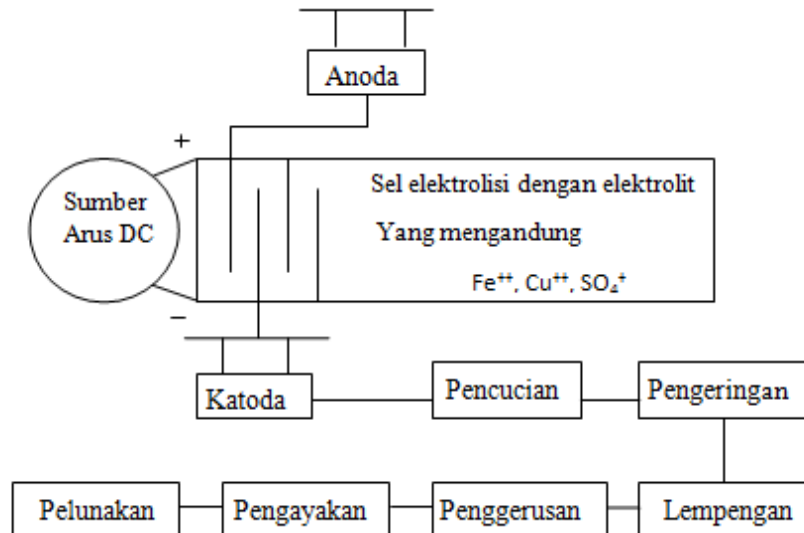 Anoda
+
Sumber
Arus DC
Sel elektrolisi dengan elektrolit
Yang mengandung
Fe⁺⁺, Cu⁺⁺, SO₄⁺
−
Katoda
Pencucian
Pengeringan
Pelunakan
Pengayakan
Penggerusan
Lempengan